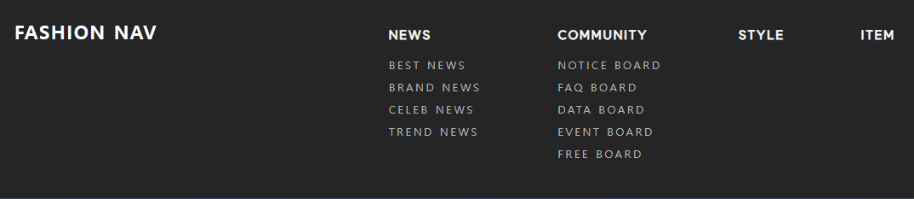 FASHION NAV
NEWS
BEST NEWS
BRAND NEWS
CELEB NEWS
TREND NEWS
COMMUNITY
NOTICE BOARD
FAQ BOARD
DATA BOARD
EVENT BOARD
FREE BOARD
STYLE
ITEM